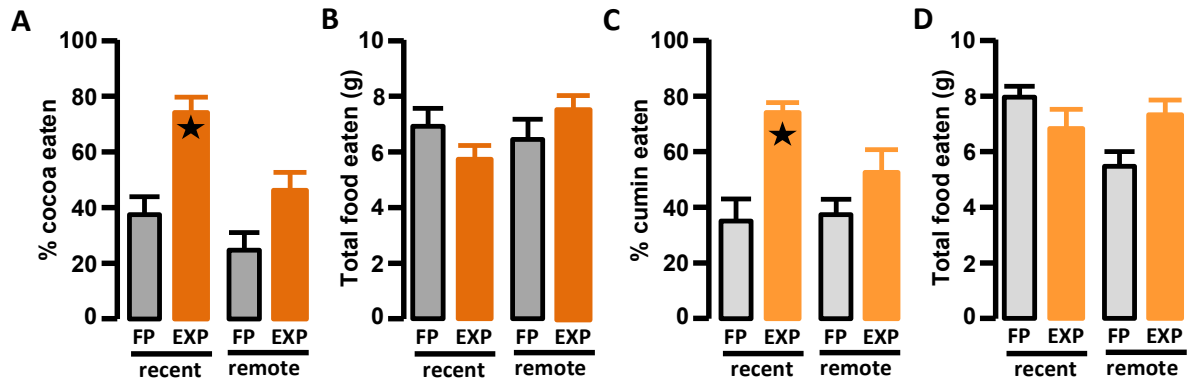 A
% cocoa eaten
100
80
60
40
20
0
FP EXP FP EXP
recent remote
B
Total food eaten (g)
10
8
6
4
2
0
FP EXP FP EXP
recent remote
C
% cumin eaten
100
80
60
40
20
0
FP EXP FP EXP
recent remote
D
Total food eaten (g)
10
8
6
4
2
0
FP EXP FP EXP
recent remote